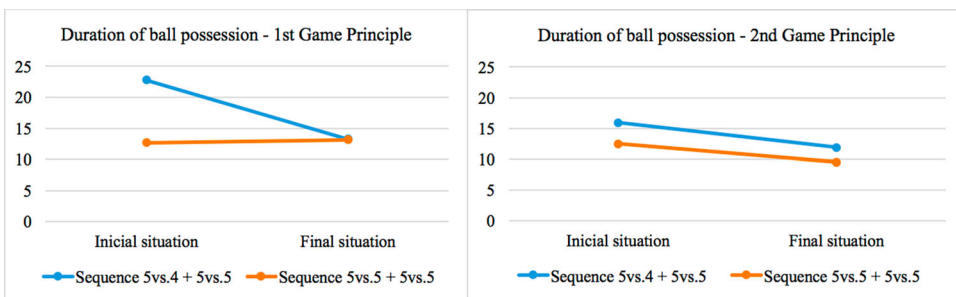 Duration of ball possession - 1st Game Principle
25
20
15
10
5
0
Inicial situation Final situation
Sequence 5vs.4 + 5vs.5 Sequence 5vs.5 + 5vs.5
Duration of ball possession - 2nd Game Principle
25
20
15
10
5
0
Inicial situation Final situation
Sequence 5vs.4 + 5vs.5 Sequence 5vs.5 + 5vs.5